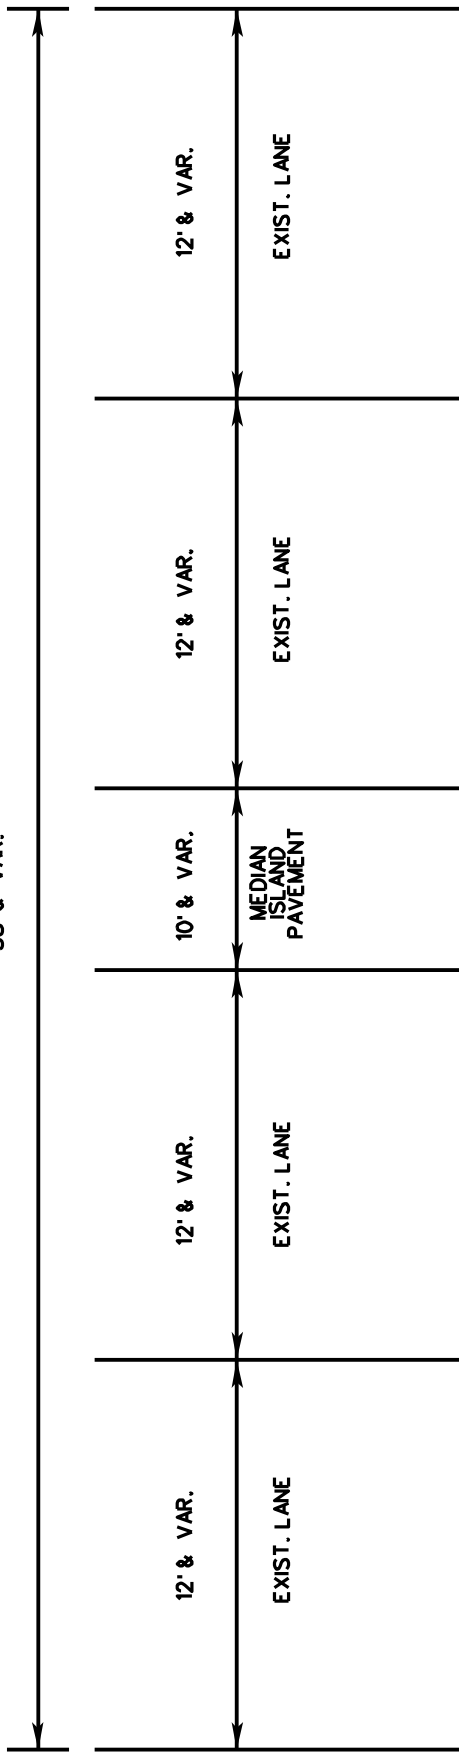 12' & VAR.
EXIST. LANE
12' & VAR.
EXIST. LANE
10' & VAR.
MEDIAN
ISLAND
PAVEMENT
12' & VAR.
EXIST. LANE
12' & VAR.
EXIST. LANE